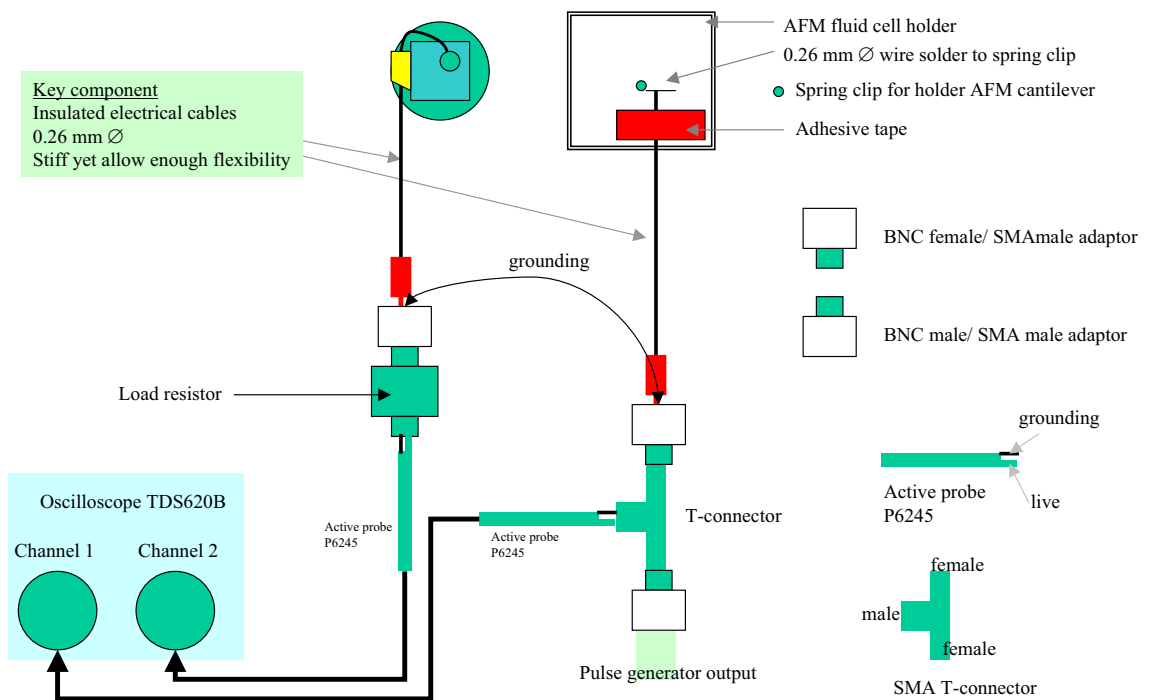 AFM fluid cell holder
0.26 mm ∅ wire solder to spring clip
Spring clip for holder AFM cantilever
Adhesive tape
Key component
Insulated electrical cables
0.26 mm ∅
Stiff yet allow enough flexibility
BNC female/ SMAmale adaptor
grounding
BNC male/ SMA male adaptor
Load resistor
grounding
live
Active probe
P6245
Oscilloscope TDS620B
Channel 1
Channel 2
Active probe
P6245
Active probe
P6245
T-connector
female
male
female
SMA T-connector
Pulse generator output